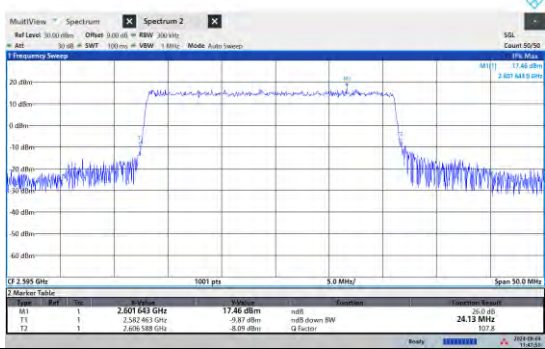 MultiView Spectrum X Spectrum 2 X
Ref Level 30.00 dBm Offset 9.00 dB RBW 300 kHz SGL
Att 30 dB SWT 100 ms VBW 1 MHz Mode Auto Sweep Count 50/50
1 Frequency Sweep 1Pk Max
M1[1] 17.46 dBm
2.601 643 0 GHz
M1
20 dBm
10 dBm
0 dBm
-10 dBm
-20 dBm
-30 dBm
-40 dBm
-50 dBm
-60 dBm
CF 2.595 GHz 1001 pts 5.0 MHz/ Span 50.0 MHz
2 Marker Table
Type Ref Trc X-Value Y-Value Function Function Result
M1 1 2.601 643 GHz 17.46 dBm ndB 26.0 dB
T1 1 2.582 463 GHz -9.87 dBm ndB down BW 24.13 MHz
T2 1 2.606 588 GHz -8.09 dBm Q Factor 107.8
Ready